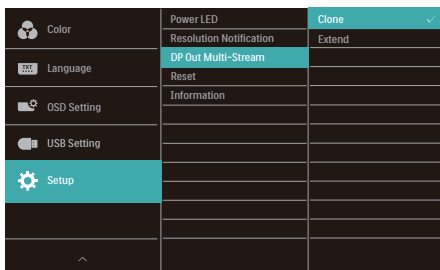 Color
TXT
Language
OSD Setting
USB Setting
Setup
Power LED
Resolution Notification
DP Out Multi-Stream
Reset
Information
Clone
Extend